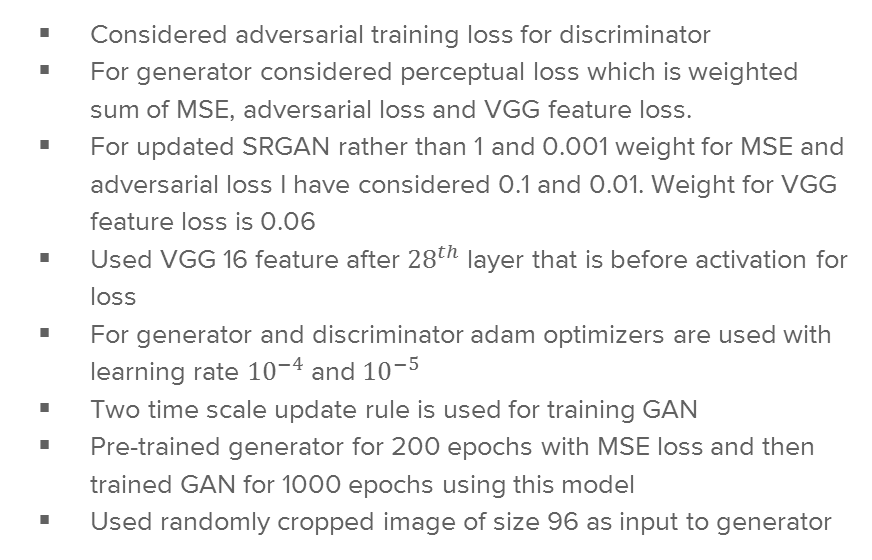 ▪ Considered adversarial training loss for discriminator
▪ For generator considered perceptual loss which is weighted
sum of MSE, adversarial loss and VGG feature loss.
▪ For updated SRGAN rather than 1 and 0.001 weight for MSE and
adversarial loss I have considered 0.1 and 0.01. Weight for VGG
feature loss is 0.06
▪ Used VGG 16 feature after 28^{th} layer that is before activation for
loss
▪ For generator and discriminator adam optimizers are used with
learning rate 10^{-4} and 10^{-5}
▪ Two time scale update rule is used for training GAN
▪ Pre-trained generator for 200 epochs with MSE loss and then
trained GAN for 1000 epochs using this model
▪ Used randomly cropped image of size 96 as input to generator